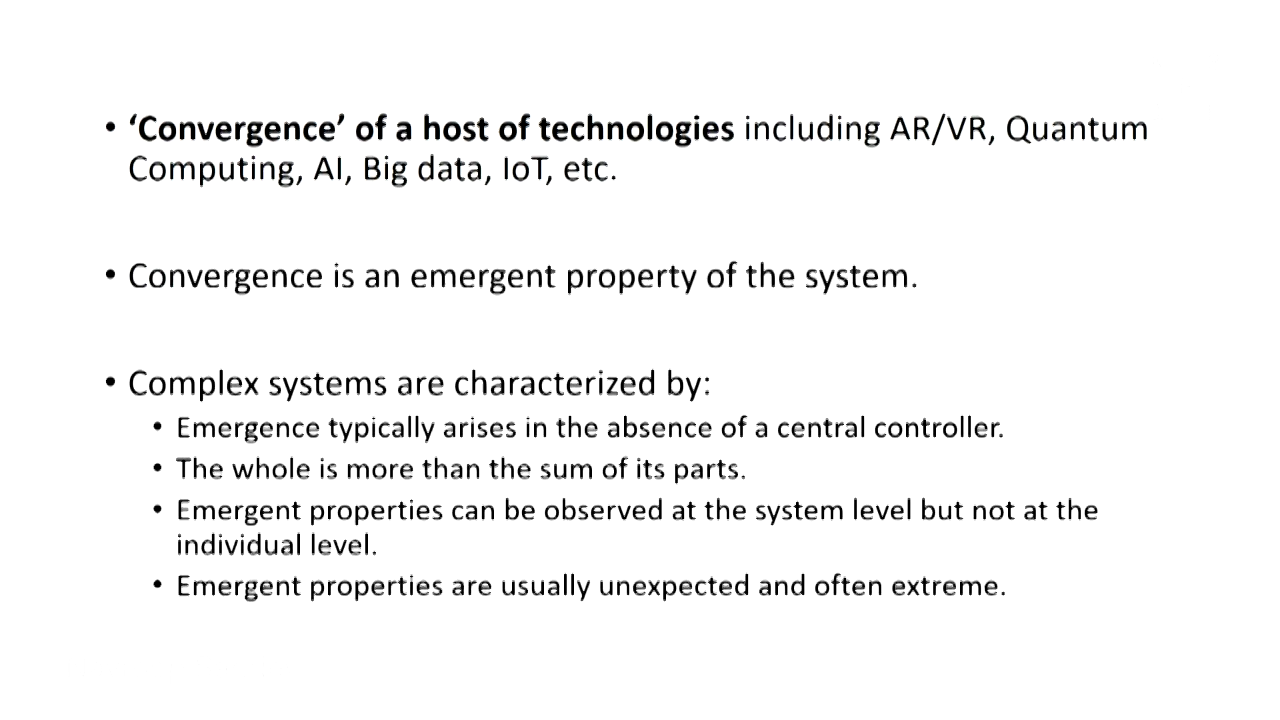 • ‘Convergence’ of a host of technologies including AR/VR, Quantum
Computing, AI, Big data, IoT, etc.
• Convergence is an emergent property of the system.
• Complex systems are characterized by:
• Emergence typically arises in the absence of a central controller.
• The whole is more than the sum of its parts.
• Emergent properties can be observed at the system level but not at the
individual level.
• Emergent properties are usually unexpected and often extreme.